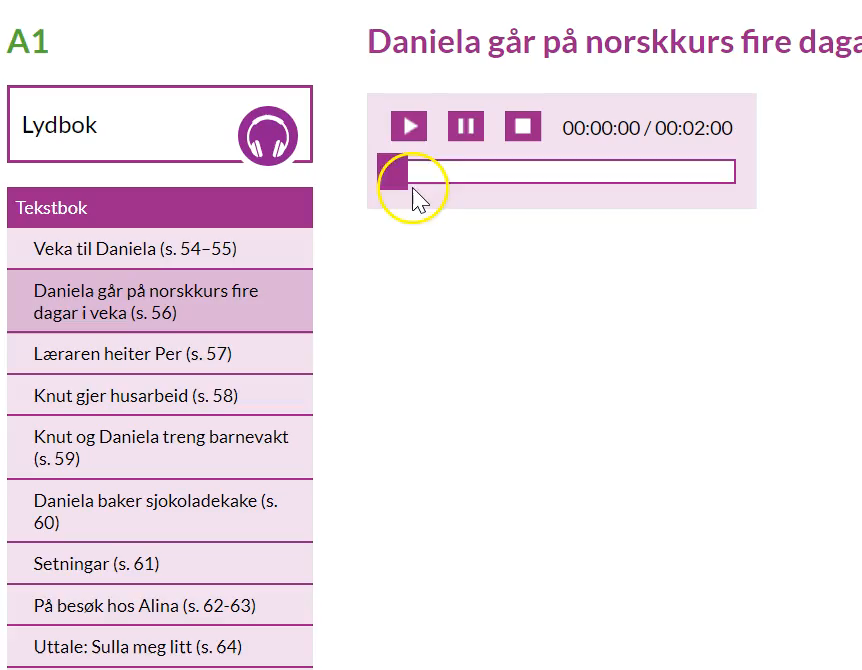 A1
Daniela går på norskkurs fire daga
Lydbok
00:00:00 / 00:02:00
Tekstbok
Veka til Daniela (s. 54–55)
Daniela går på norskkurs fire
dagar i veka (s. 56)
Læraren heiter Per (s. 57)
Knut gjer husarbeid (s. 58)
Knut og Daniela treng barnevakt
(s. 59)
Daniela baker sjokoladekake (s.
60)
Setningar (s. 61)
På besøk hos Alina (s. 62-63)
Uttale: Sulla meg litt (s. 64)